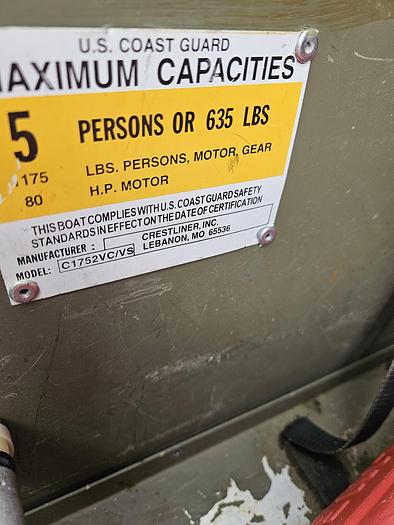 U.S. COAST GUARD
MAXIMUM CAPACITIES
5 PERSONS OR 635 LBS
1175 LBS. PERSONS, MOTOR, GEAR
80 H.P. MOTOR
THIS BOAT COMPLIES WITH U.S. COAST GUARD SAFETY
STANDARDS IN EFFECT ON THE DATE OF CERTIFICATION
MANUFACTURER : CRESTLINER, INC.
LEBANON, MO 65536
MODEL: C1752VC/VS